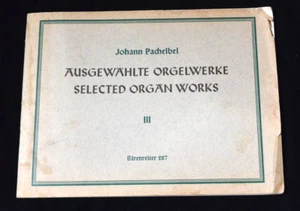 Johann Pachelbel
AUSGEWÄHLTE ORGELWERKE
SELECTED ORGAN WORKS
III
Bärenreiter 287